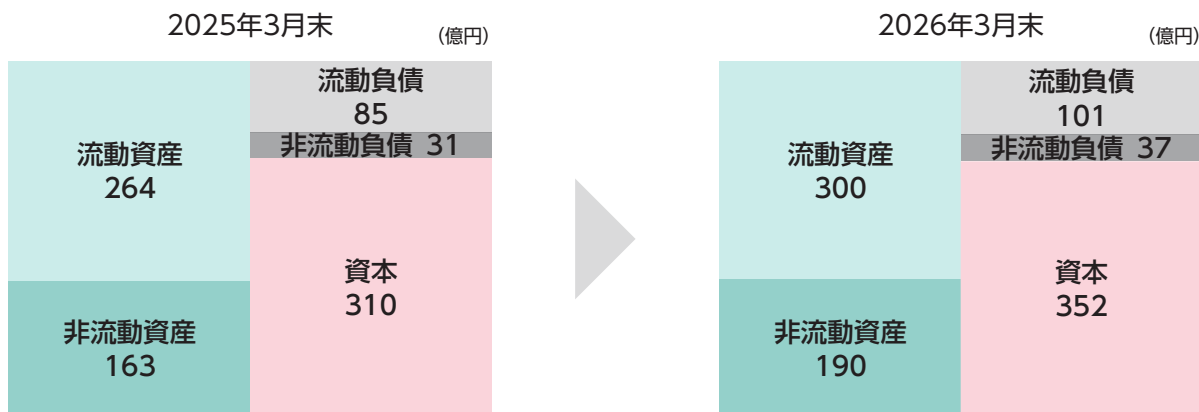 2025年3月末
(億円)
流動資産
264
非流動資産
163
流動負債
85
非流動負債 31
資本
310
2026年3月末
(億円)
流動資産
300
非流動資産
190
流動負債
101
非流動負債 37
資本
352